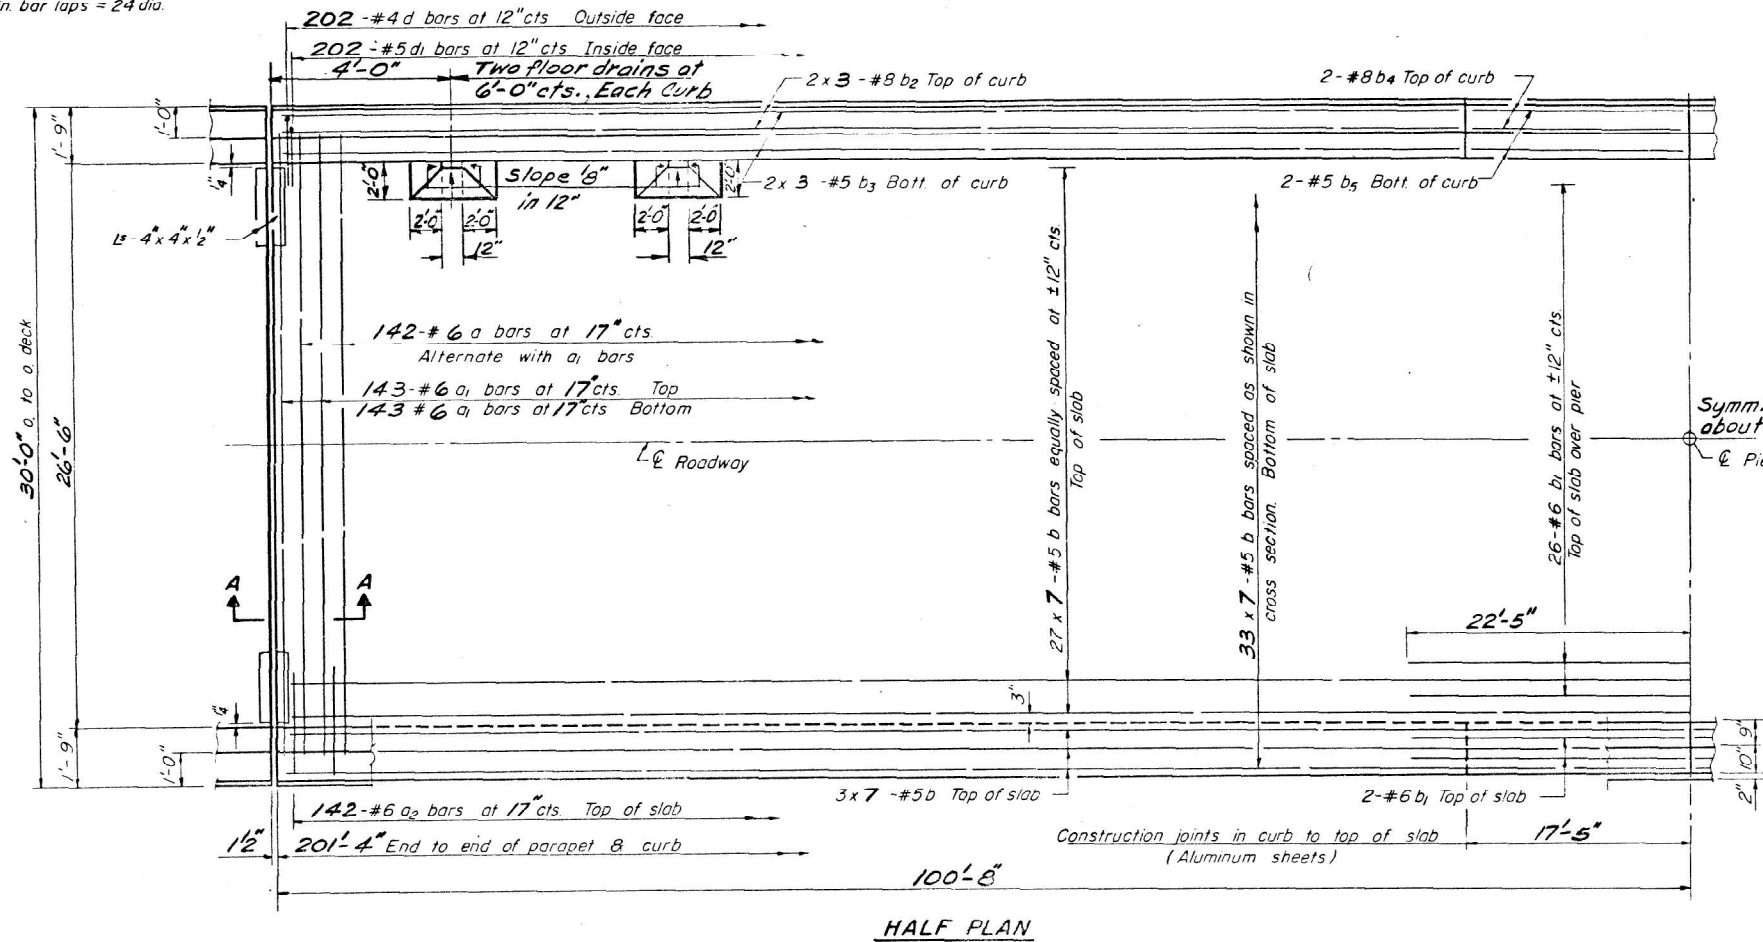 n. bar laps = 24 dia.
202 -#4 d bars at 12"cts Outside face
202 -#5 d1 bars at 12"cts Inside face
4'-0"
Two floor drains at
6'-0"cts., Each Curb
2 x 3 -#8 b2 Top of curb
2-#8 b4 Top of curb
1'-0"
1'-9"
1"
4
2'-0"
Slope 1/8"
in 12"
2'-0"
2 x 3 -#5 b3 Bott. of curb
2-#5 b5 Bott. of curb
2'-0"
2'-0"
2'-0"
2'-0"
12"
12"
Ls-4"x 4"x 1/2"
142-#6 a bars at 17"cts.
Alternate with a1 bars
143-#6 a1 bars at 17"cts. Top
143 #6 a1 bars at 17"cts Bottom
30'-0" o. to o. deck
26'-6"
℄ Roadway
27 x 7 -#5 b bars equally spaced at ±12" cts.
Top of slab
33 x 7 -#5 b bars spaced as shown in
cross section. Bottom of slab
26-#6 b1 bars at ±12" cts.
Top of slab over pier
Symm.
about
℄ Pie
A
A
22'-5"
3"
1"
4
1'-9"
1'-0"
9"
10"
2"
142-#6 a2 bars at 17"cts. Top of slab
3 x 7 -#5 b Top of slab
2-#6 b1 Top of slab
1 1/2"
201'-4" End to end of parapet & curb
Construction joints in curb to top of slab
(Aluminum sheets)
17'-5"
100'-8"
HALF PLAN